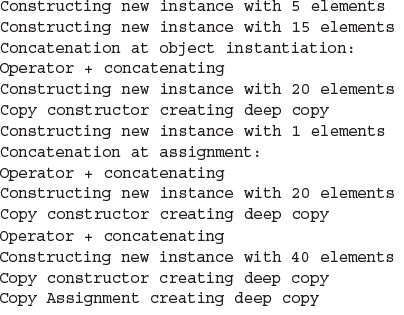 Constructing new instance with 5 elements
Constructing new instance with 15 elements
Concatenation at object instantiation:
Operator + concatenating
Constructing new instance with 20 elements
Copy constructor creating deep copy
Constructing new instance with 1 elements
Concatenation at assignment:
Operator + concatenating
Constructing new instance with 20 elements
Copy constructor creating deep copy
Operator + concatenating
Constructing new instance with 40 elements
Copy constructor creating deep copy
Copy Assignment creating deep copy